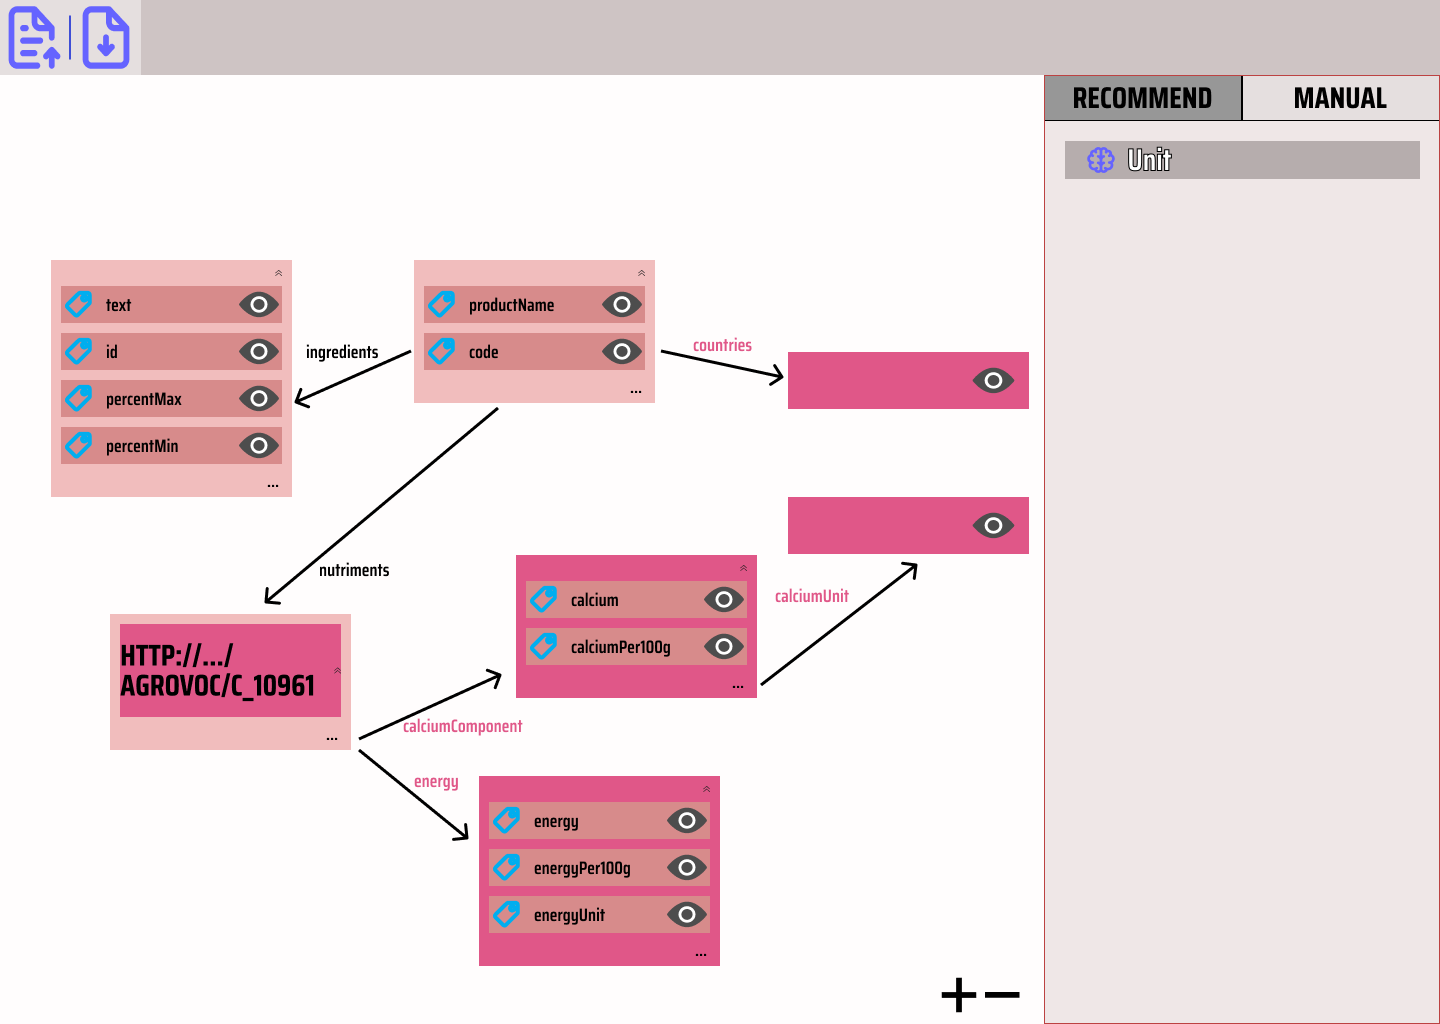 RECOMMEND
MANUAL
Unit
text
id
percentMax
percentMin
...
ingredients
productName
code
...
countries
nutriments
HTTP://.../
AGROVOC/C_10961
...
calcium
calciumPer100g
...
calciumUnit
calciumComponent
energy
energy
energyPer100g
energyUnit
...
+ −